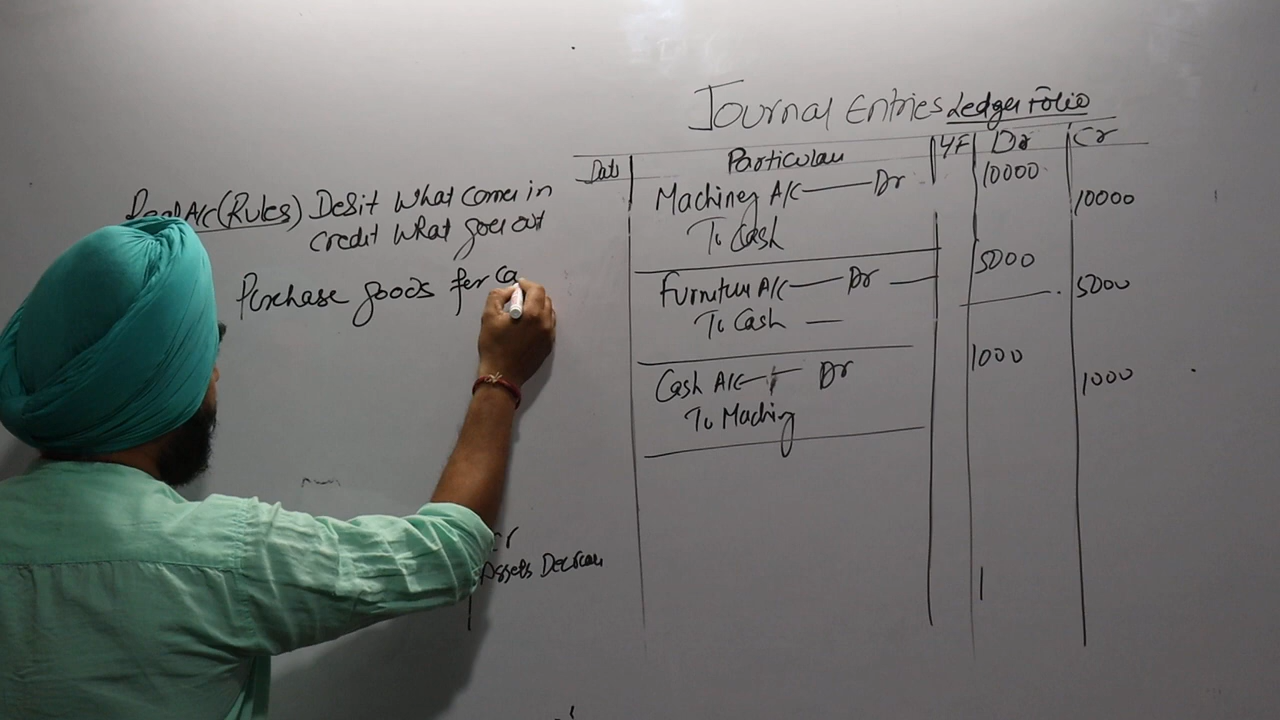 Real A/c (Rules) Debit What comes in
credit What goes out
Purchase goods for Ca
Cr
Assets Decrease
Journal Entries Ledger Folio
Date Particulars L/F Dr Cr
Machinery A/C Dr 10000
To Cash 10000
Furniture A/C Dr 5000
To Cash 5000
Cash A/C Dr 1000
To Machinery 1000